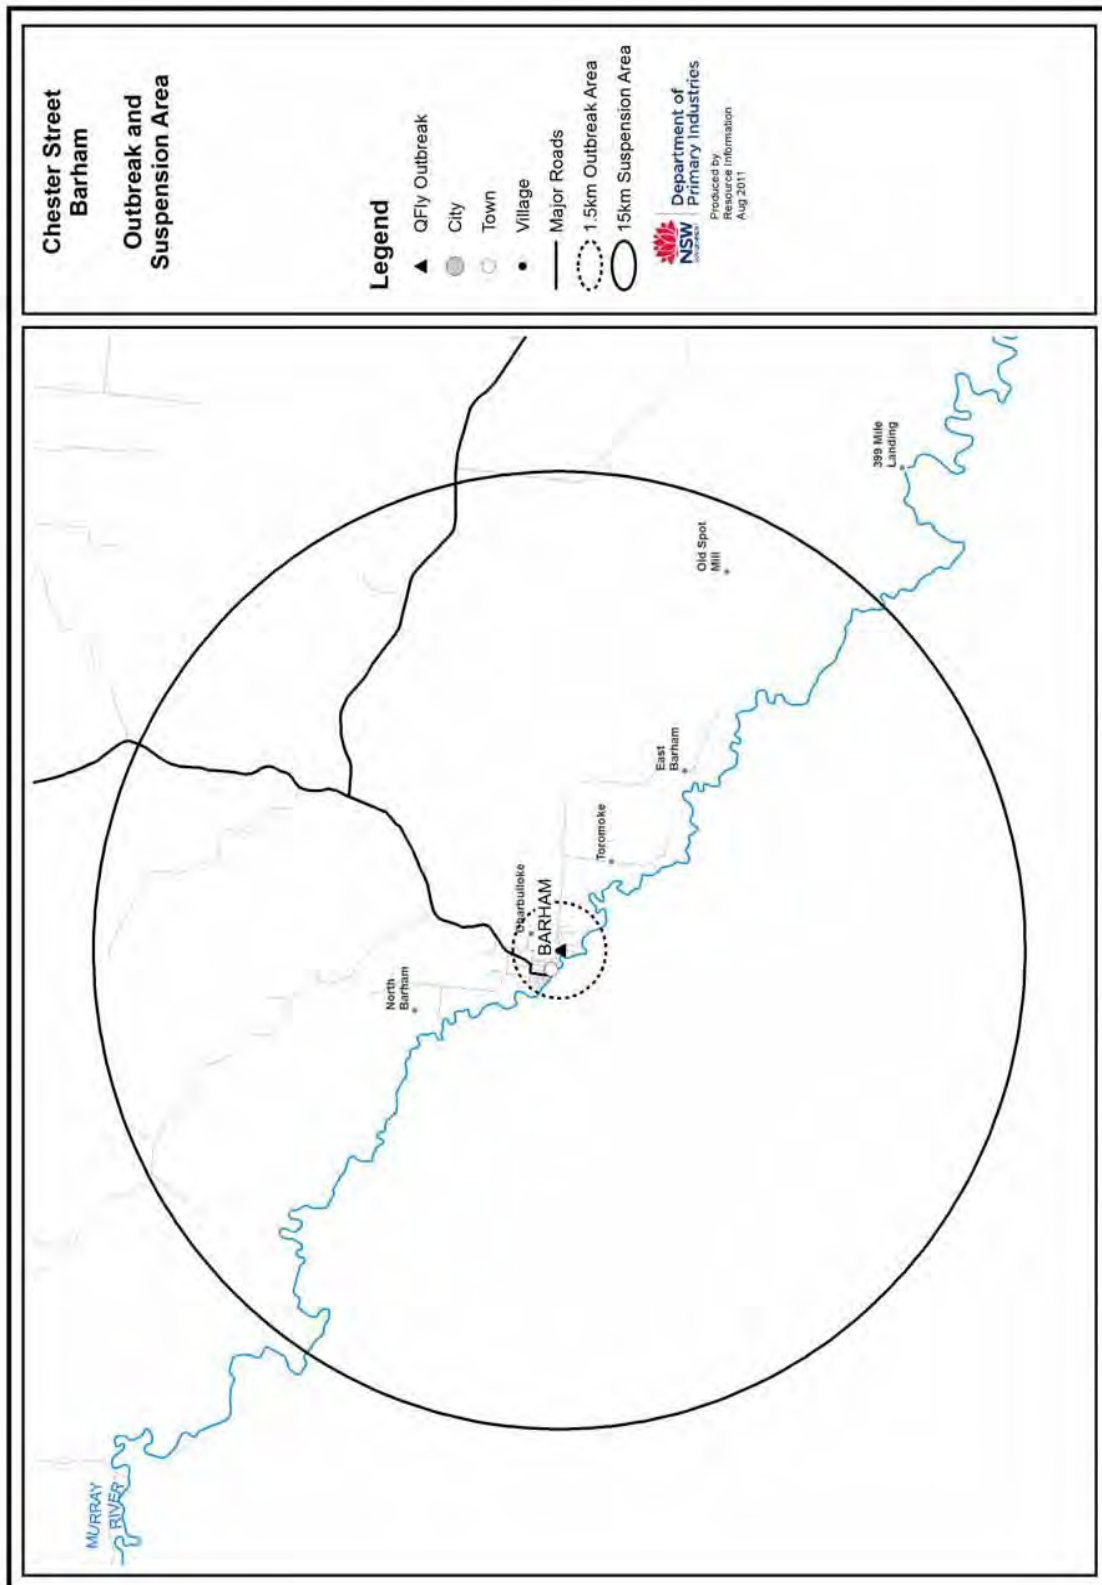 Chester Street
Barham
Outbreak and
Suspension Area
Legend
QFly Outbreak
City
Town
Village
Major Roads
1.5km Outbreak Area
15km Suspension Area
NSW
GOVERNMENT
Department of
Primary Industries
Produced by
Resource Information
Aug 2011
MURRAY
RIVER
North
Barham
Gharbulloke
BARHAM
Toromoke
East
Barham
Old Spot
Mill
399 Mile
Landing